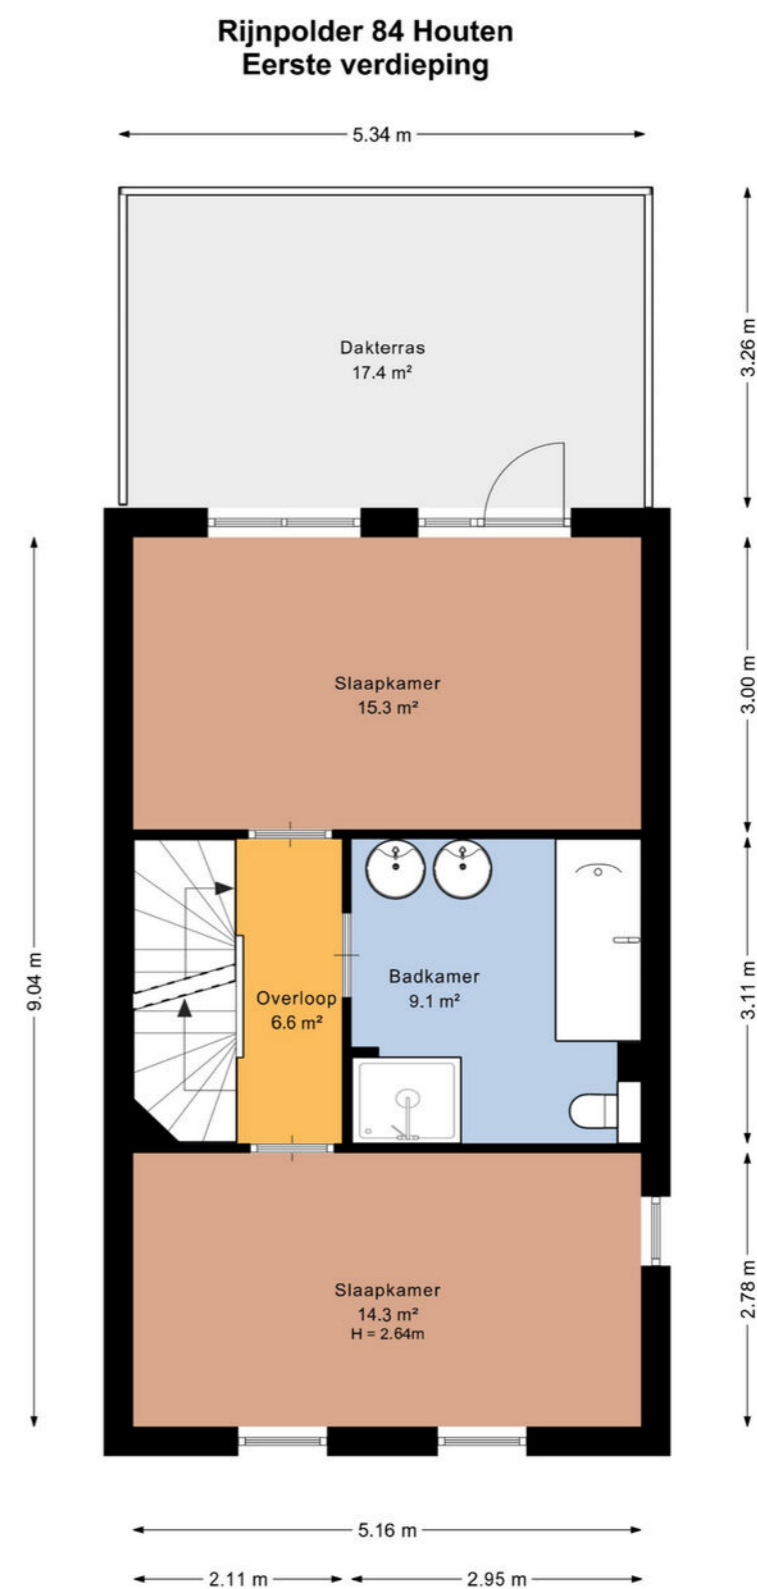 Rijnpolder 84 Houten
Eerste verdieping
5.34 m
Dakterras
17.4 m²
3.26 m
Slaapkamer
15.3 m²
3.00 m
9.04 m
Overloop
6.6 m²
Badkamer
9.1 m²
3.11 m
Slaapkamer
14.3 m²
H = 2.64m
2.78 m
5.16 m
2.11 m
2.95 m